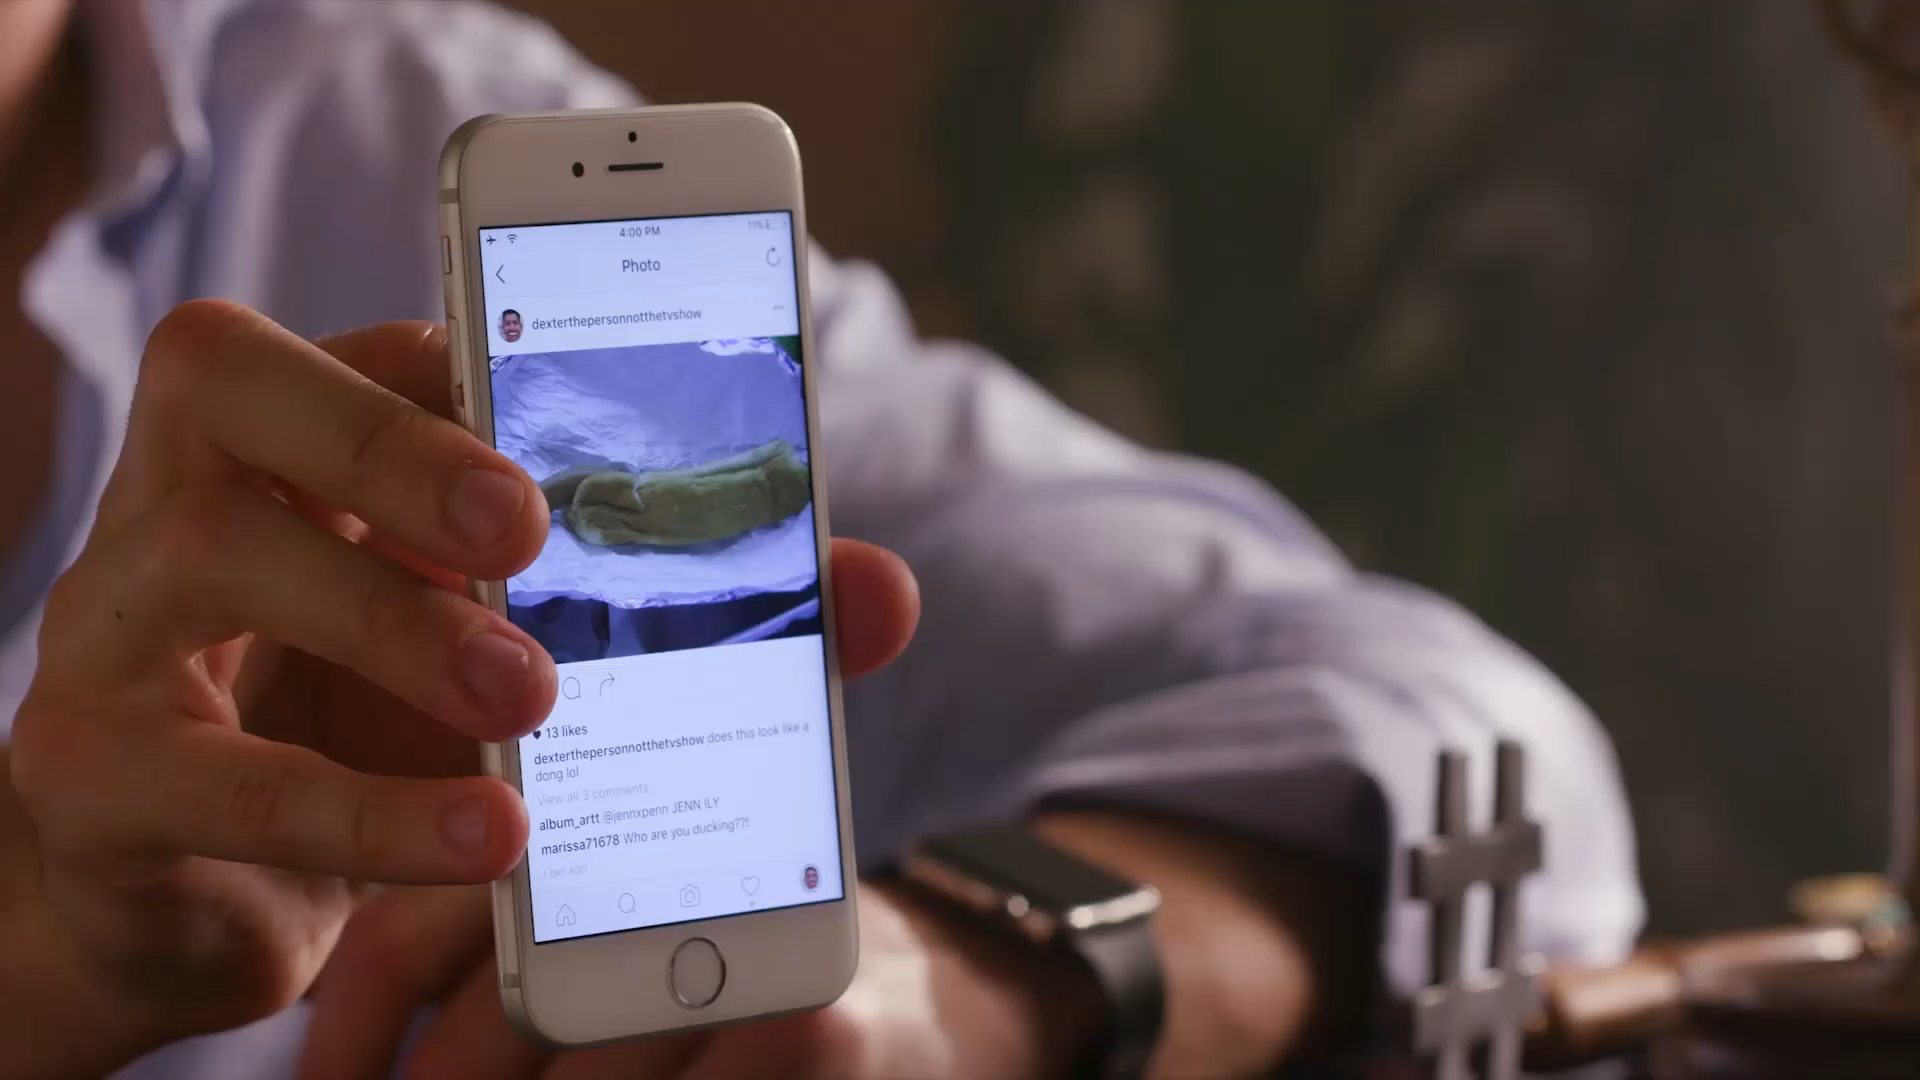 4:00 PM
11%
Photo
dexterthepersonnotthetvshow
13 likes
dexterthepersonnotthetvshow does this look like a
dong lol
View all 3 comments
album_artt @jennxpenn JENN ILY
marissa71678 Who are you ducking??!
1 DAY AGO
#